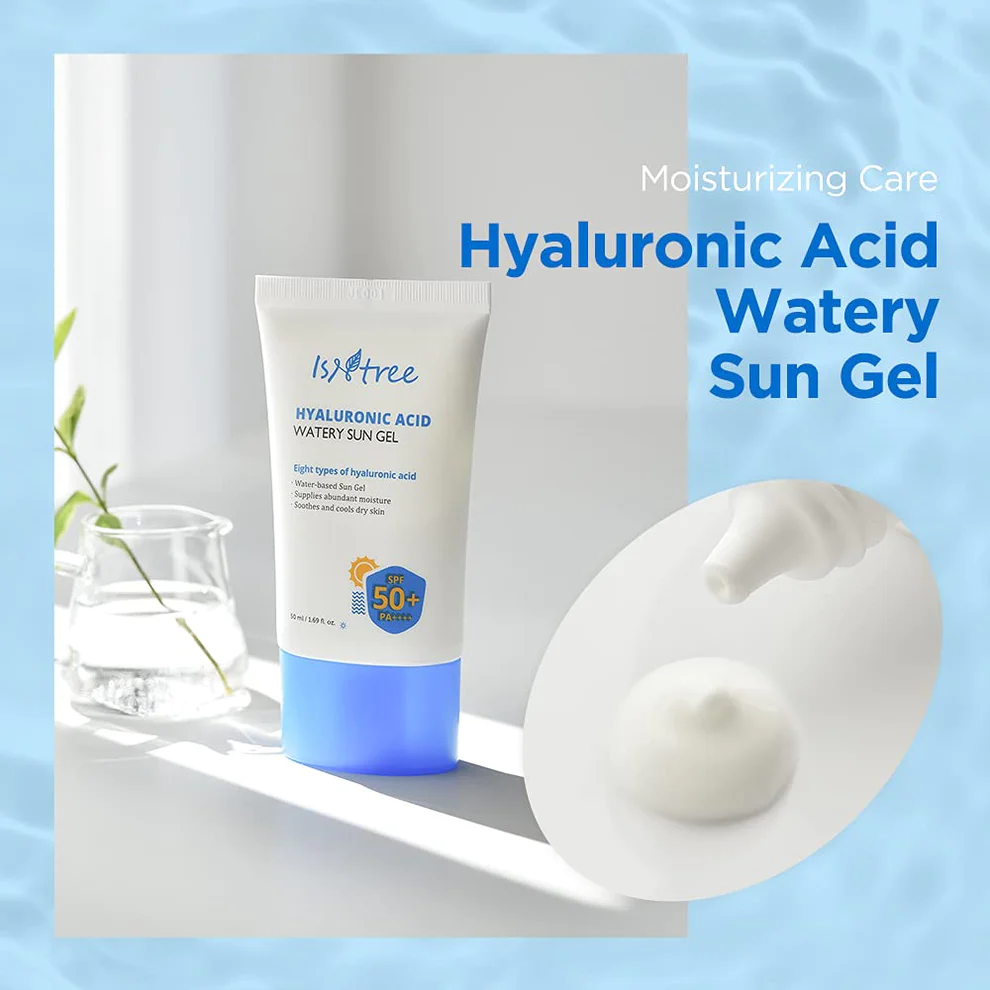 Moisturizing Care
Hyaluronic Acid
Watery
Sun Gel
Isntree
HYALURONIC ACID
WATERY SUN GEL
Eight types of hyaluronic acid
· Water-based Sun Gel
· Supplies abundant moisture
· Soothes and cools dry skin
SPF
50+
PA++++
50 ml / 1.69 fl. oz.